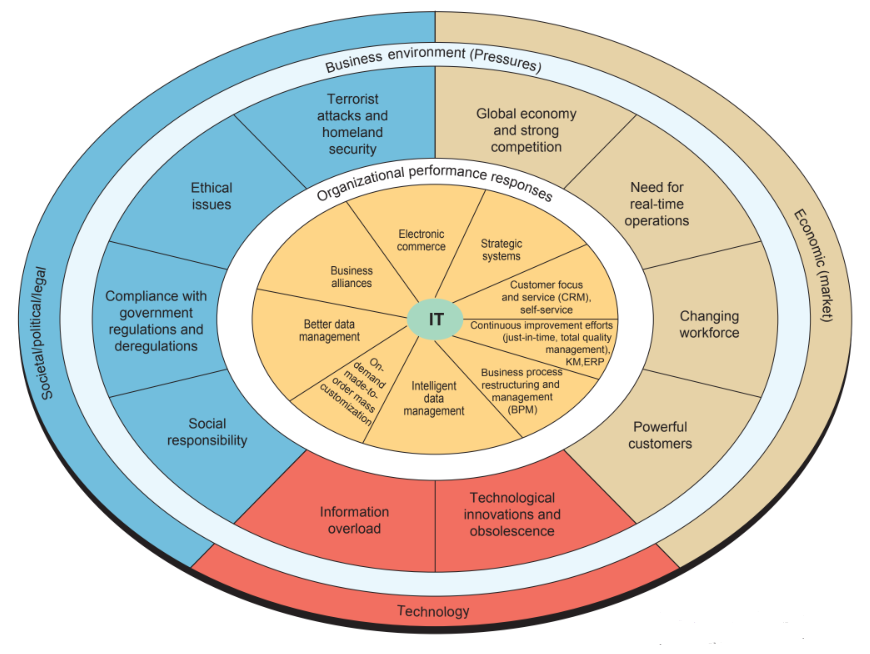 Business environment (Pressures)
Societal/political/legal
Economic (market)
Technology
Terrorist
attacks and
homeland
security
Global economy
and strong
competition
Ethical
issues
Need for
real-time
operations
Compliance with
government
regulations and
deregulations
Changing
workforce
Social
responsibility
Powerful
customers
Information
overload
Technological
innovations and
obsolescence
Organizational performance responses
Electronic
commerce
Strategic
systems
Business
alliances
Customer focus
and service (CRM),
self-service
Better data
management
Continuous improvement efforts
(just-in-time, total quality
management),
KM,ERP
On-
demand
made-to-
order mass
customization
Intelligent
data
management
Business process
restructuring and
management
(BPM)
IT